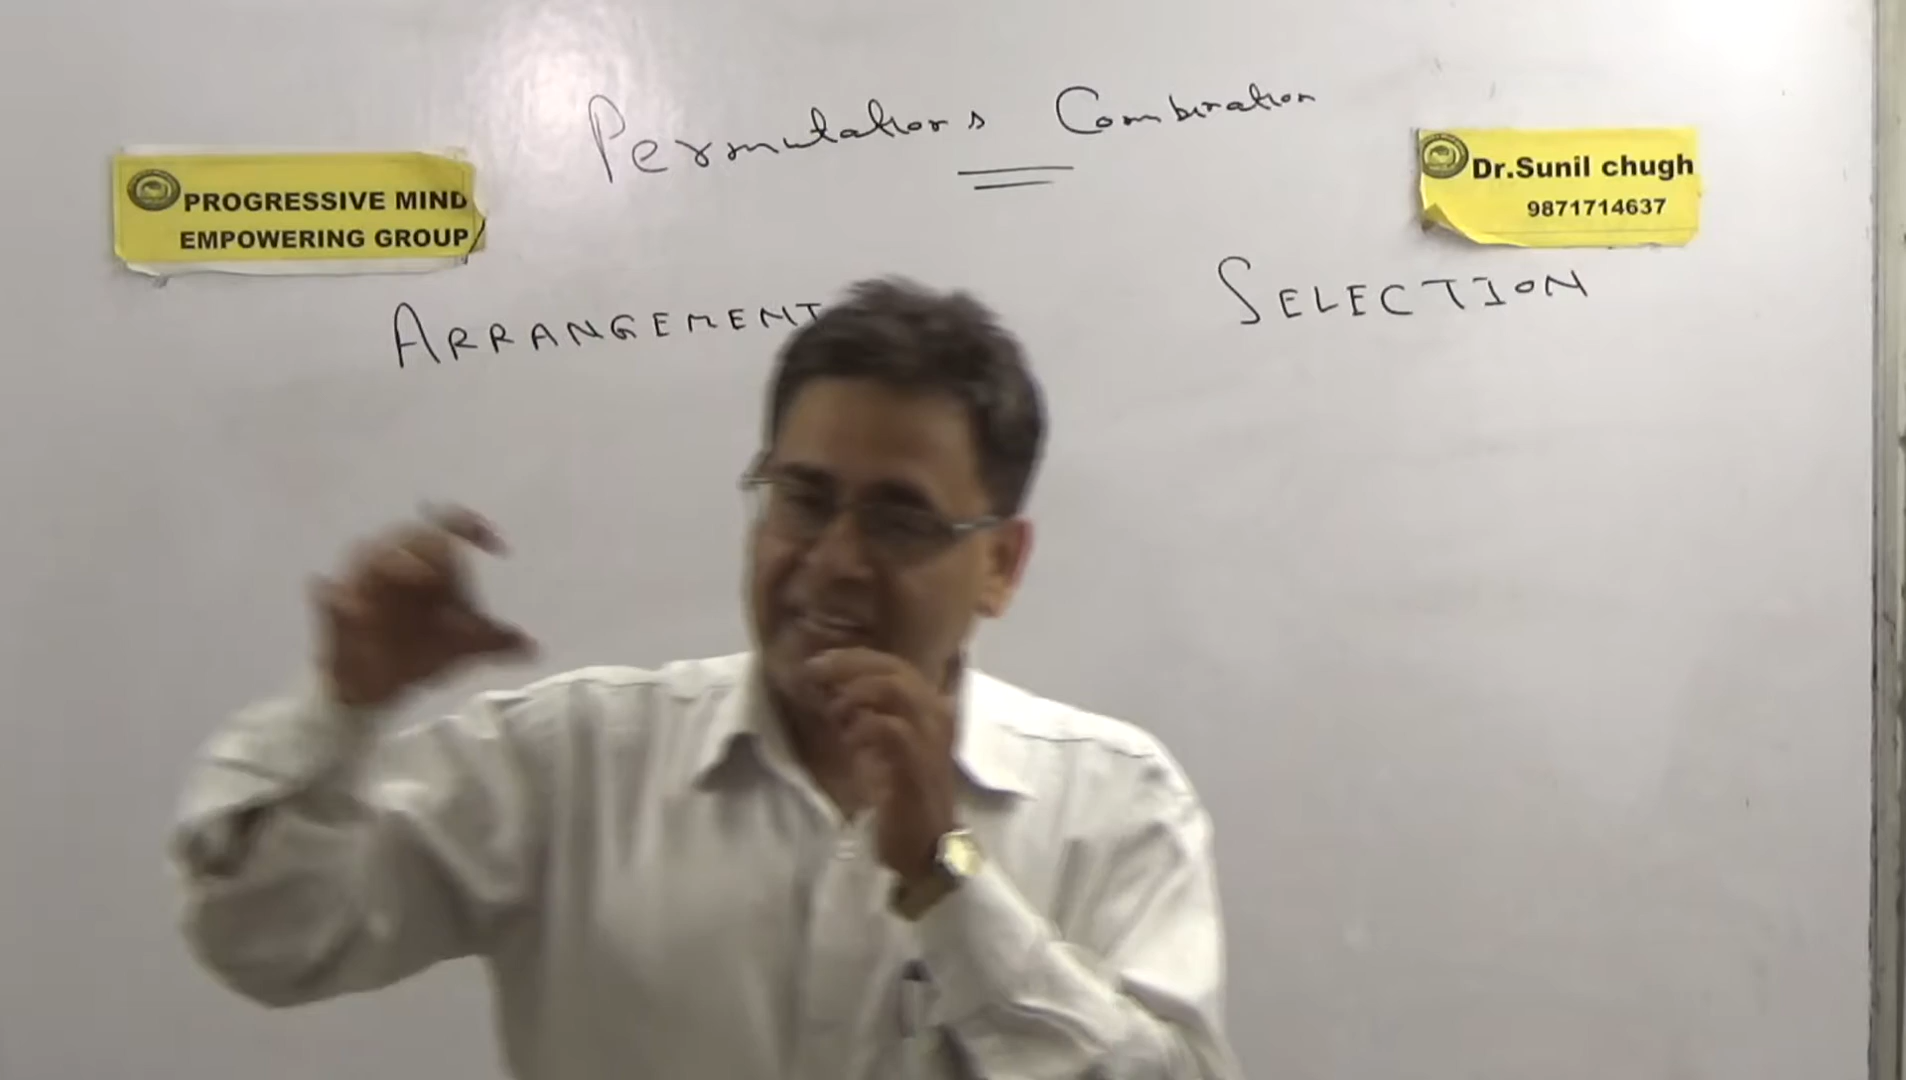 Permutations Combination
PROGRESSIVE MIND
EMPOWERING GROUP
Dr.Sunil chugh
9871714637
ARRANGEMENT
SELECTION